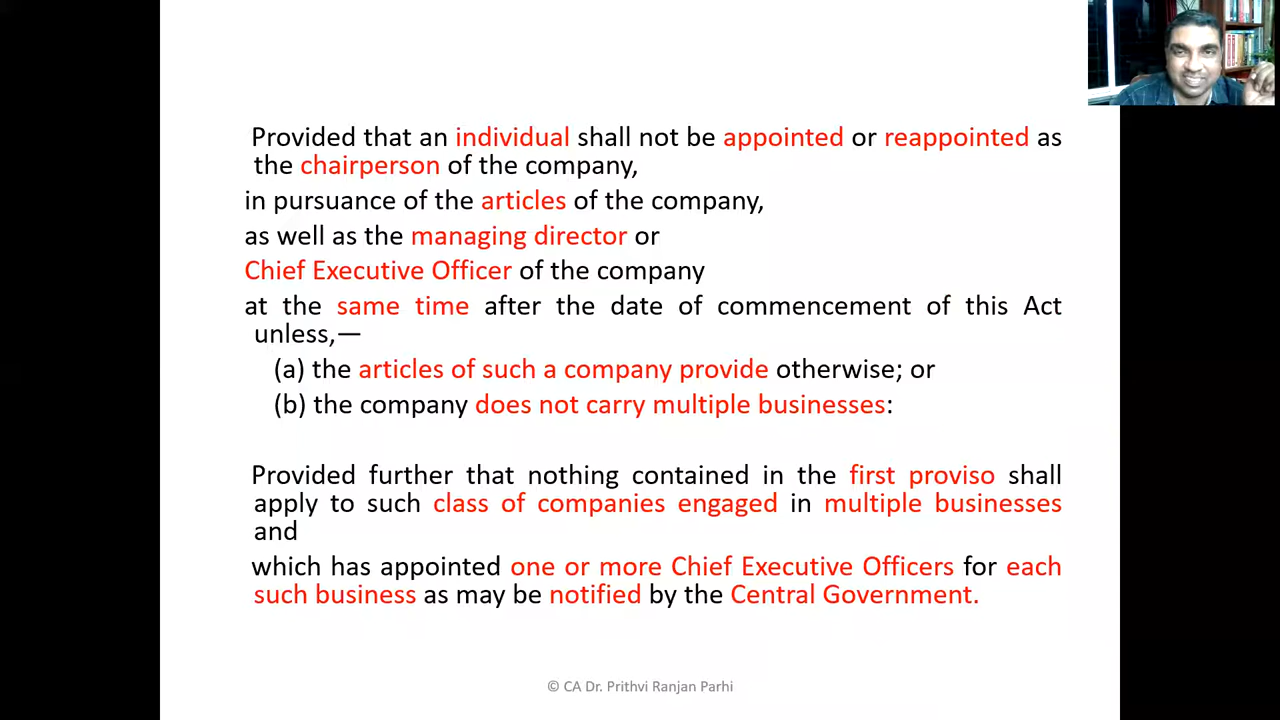 Provided that an individual shall not be appointed or reappointed as
the chairperson of the company,
in pursuance of the articles of the company,
as well as the managing director or
Chief Executive Officer of the company
at the same time after the date of commencement of this Act
unless,—
(a) the articles of such a company provide otherwise; or
(b) the company does not carry multiple businesses:
Provided further that nothing contained in the first proviso shall
apply to such class of companies engaged in multiple businesses
and
which has appointed one or more Chief Executive Officers for each
such business as may be notified by the Central Government.
© CA Dr. Prithvi Ranjan Parhi